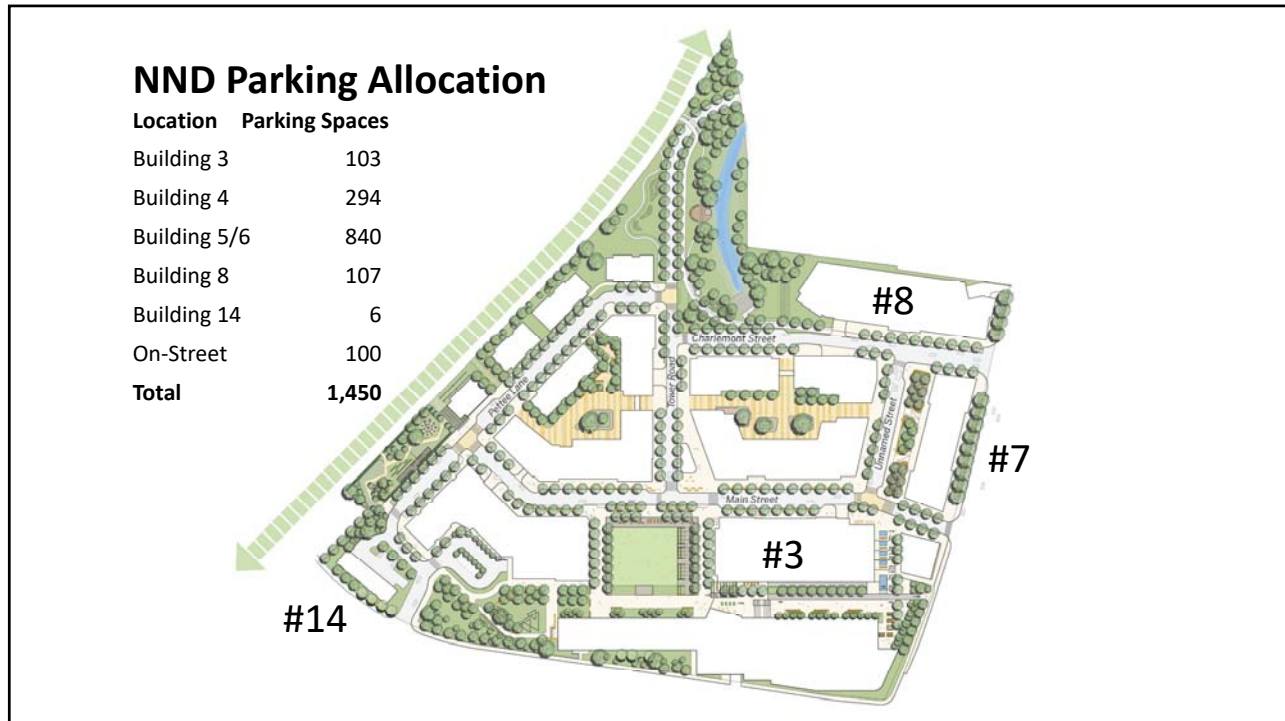 NND Parking Allocation
Location Parking Spaces
Building 3 103
Building 4 294
Building 5/6 840
Building 8 107
Building 14 6
On-Street 100
Total 1,450
#8
Charlemont Street
Tower Road
Pettee Lane
Unnamed Street
#7
Main Street
#3
#14